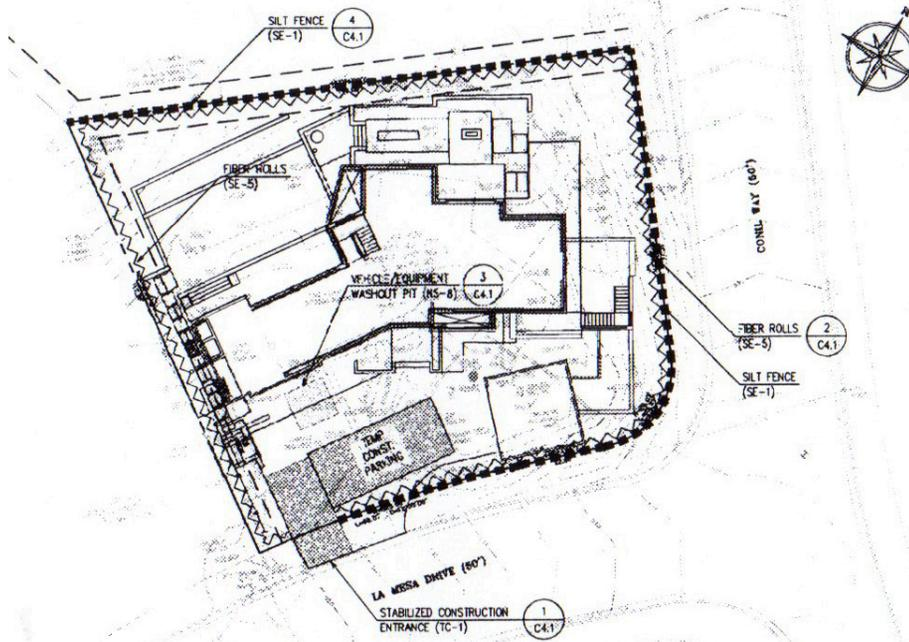 SILT FENCE
(SE-1)
4
C4.1
N
FIBER ROLLS
(SE-5)
CONEL WAY (50')
VEHICLE/EQUIPMENT
WASHOUT PIT (NS-8)
3
C4.1
FIBER ROLLS
(SE-5)
2
C4.1
SILT FENCE
(SE-1)
TEMP
CONST.
PARKING
LA MESA DRIVE (50')
STABILIZED CONSTRUCTION
ENTRANCE (TC-1)
1
C4.1